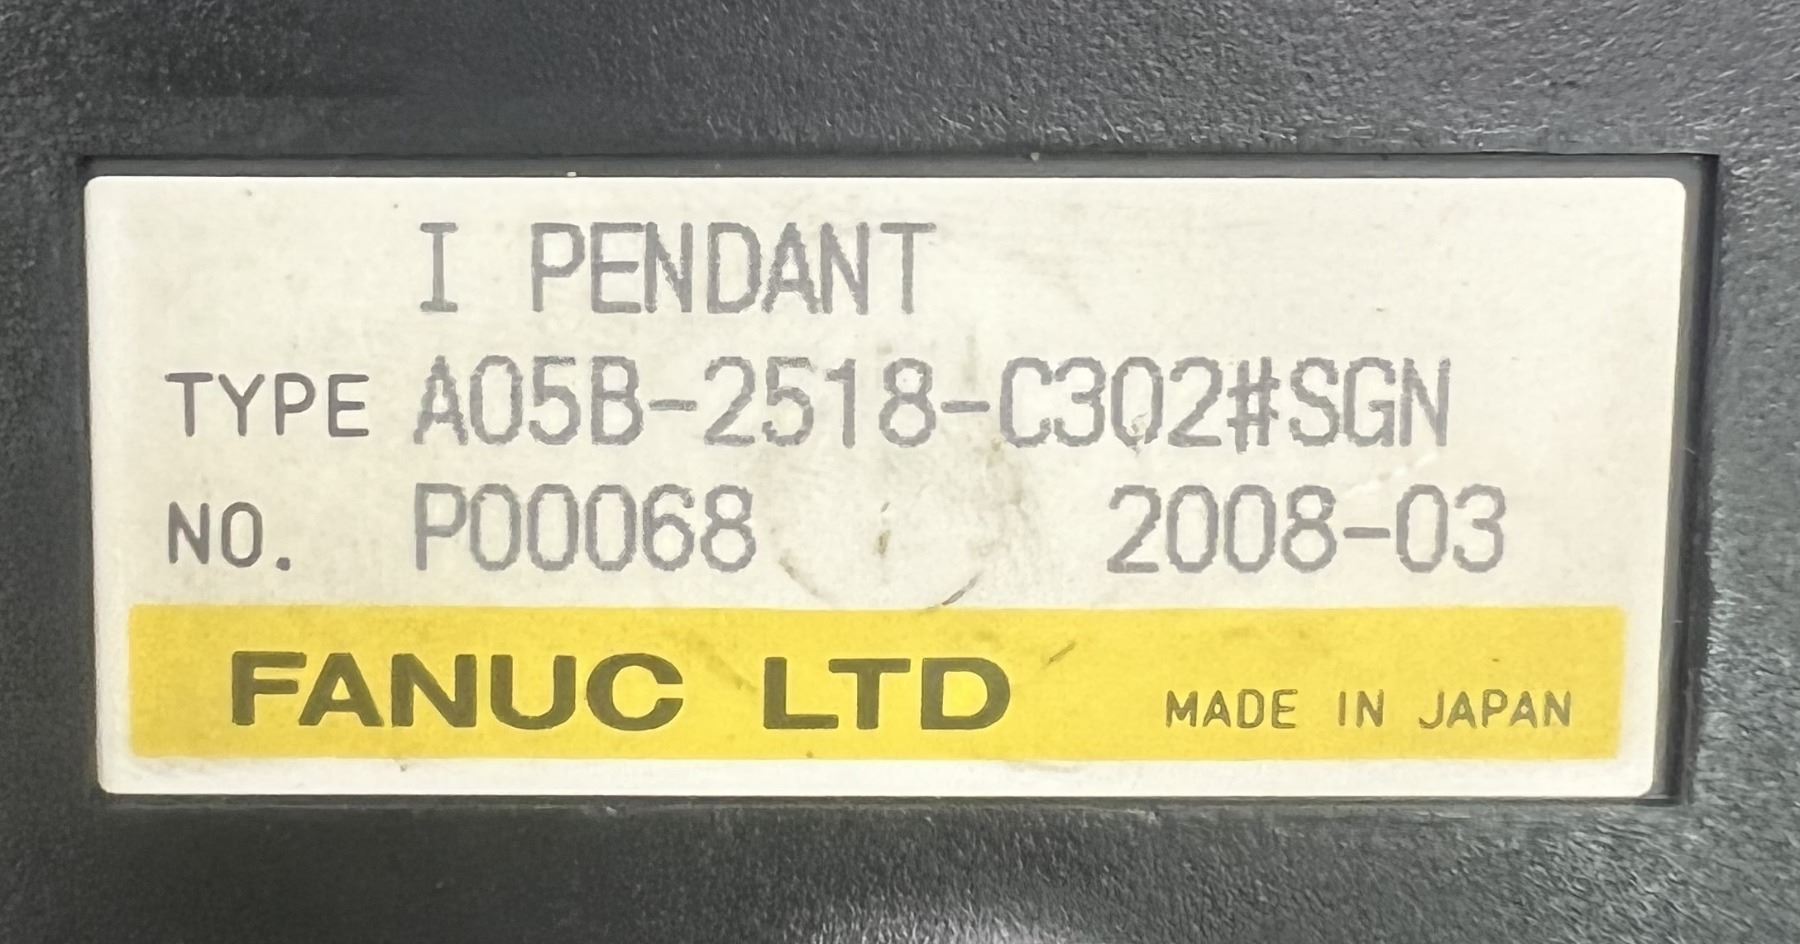 I PENDANT
TYPE A05B-2518-C302#SGN
NO. P00068 2008-03
FANUC LTD MADE IN JAPAN